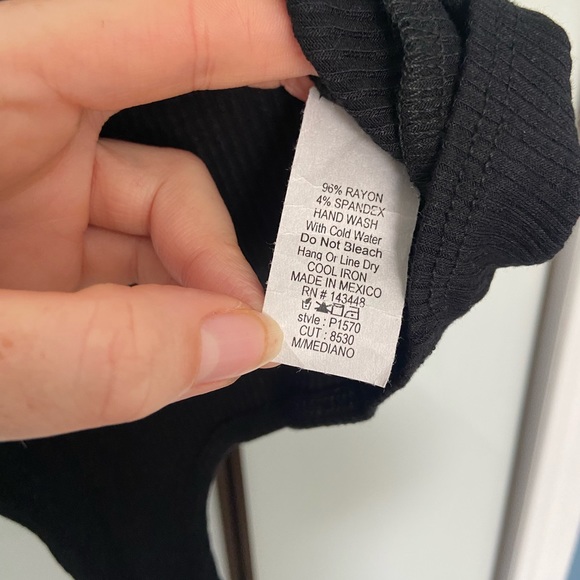 96% RAYON
4% SPANDEX
HAND WASH
With Cold Water
Do Not Bleach
Hang Or Line Dry
COOL IRON
MADE IN MEXICO
RN # 143448
style : P1570
CUT : 8530
M/MEDIANO